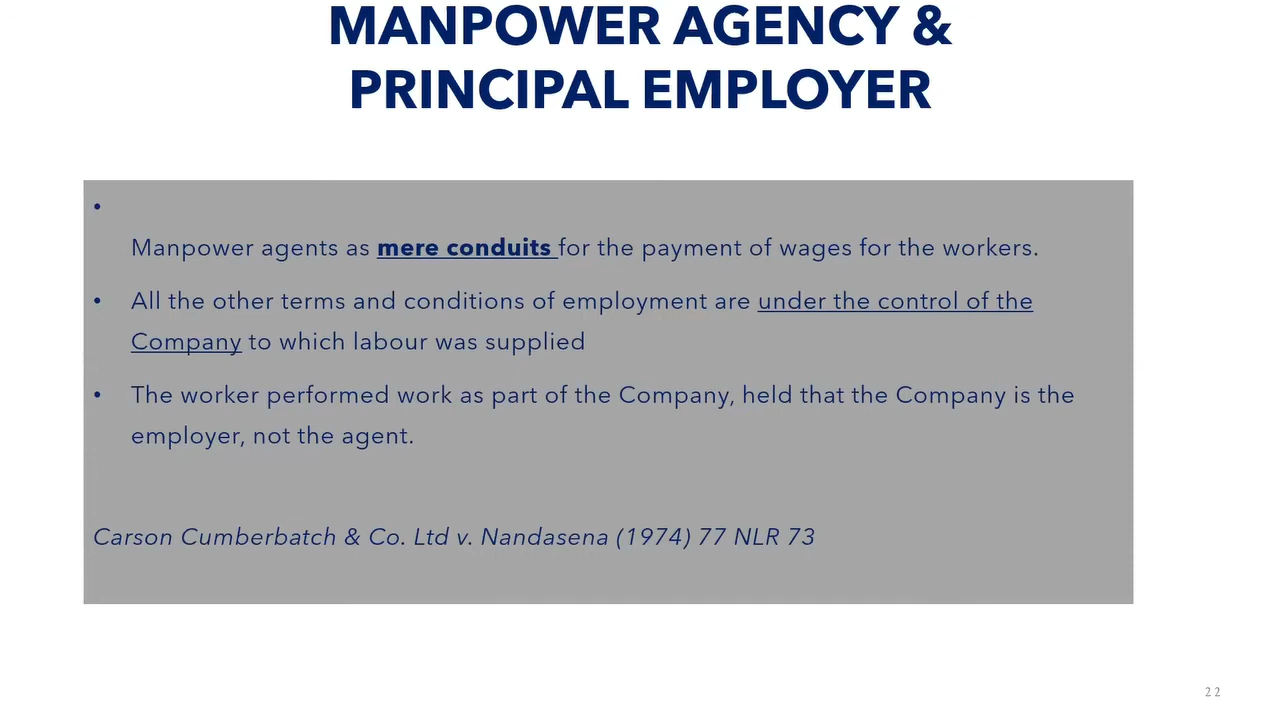 MANPOWER AGENCY &
PRINCIPAL EMPLOYER
•
Manpower agents as mere conduits for the payment of wages for the workers.
• All the other terms and conditions of employment are under the control of the
Company to which labour was supplied
• The worker performed work as part of the Company, held that the Company is the
employer, not the agent.
Carson Cumberbatch & Co. Ltd v. Nandasena (1974) 77 NLR 73
22